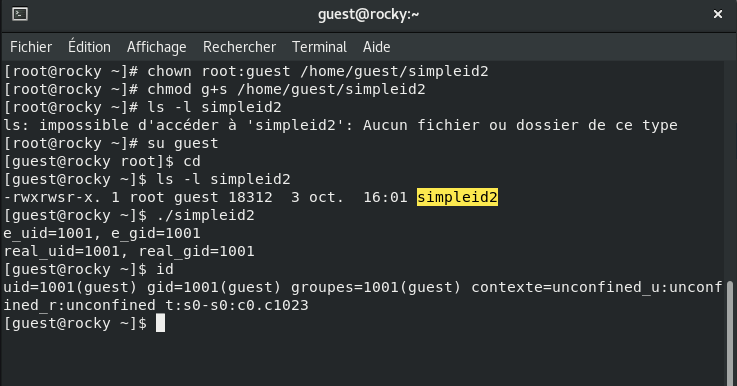 guest@rocky:~
Fichier Édition Affichage Rechercher Terminal Aide
[root@rocky ~]# chown root:guest /home/guest/simpleid2
[root@rocky ~]# chmod g+s /home/guest/simpleid2
[root@rocky ~]# ls -l simpleid2
ls: impossible d'accéder à 'simpleid2': Aucun fichier ou dossier de ce type
[root@rocky ~]# su guest
[guest@rocky root]$ cd
[guest@rocky ~]$ ls -l simpleid2
-rwxrwsr-x. 1 root guest 18312  3 oct.  16:01 simpleid2
[guest@rocky ~]$ ./simpleid2
e_uid=1001, e_gid=1001
real_uid=1001, real_gid=1001
[guest@rocky ~]$ id
uid=1001(guest) gid=1001(guest) groupes=1001(guest) contexte=unconfined_u:unconf
ined_r:unconfined_t:s0-s0:c0.c1023
[guest@rocky ~]$